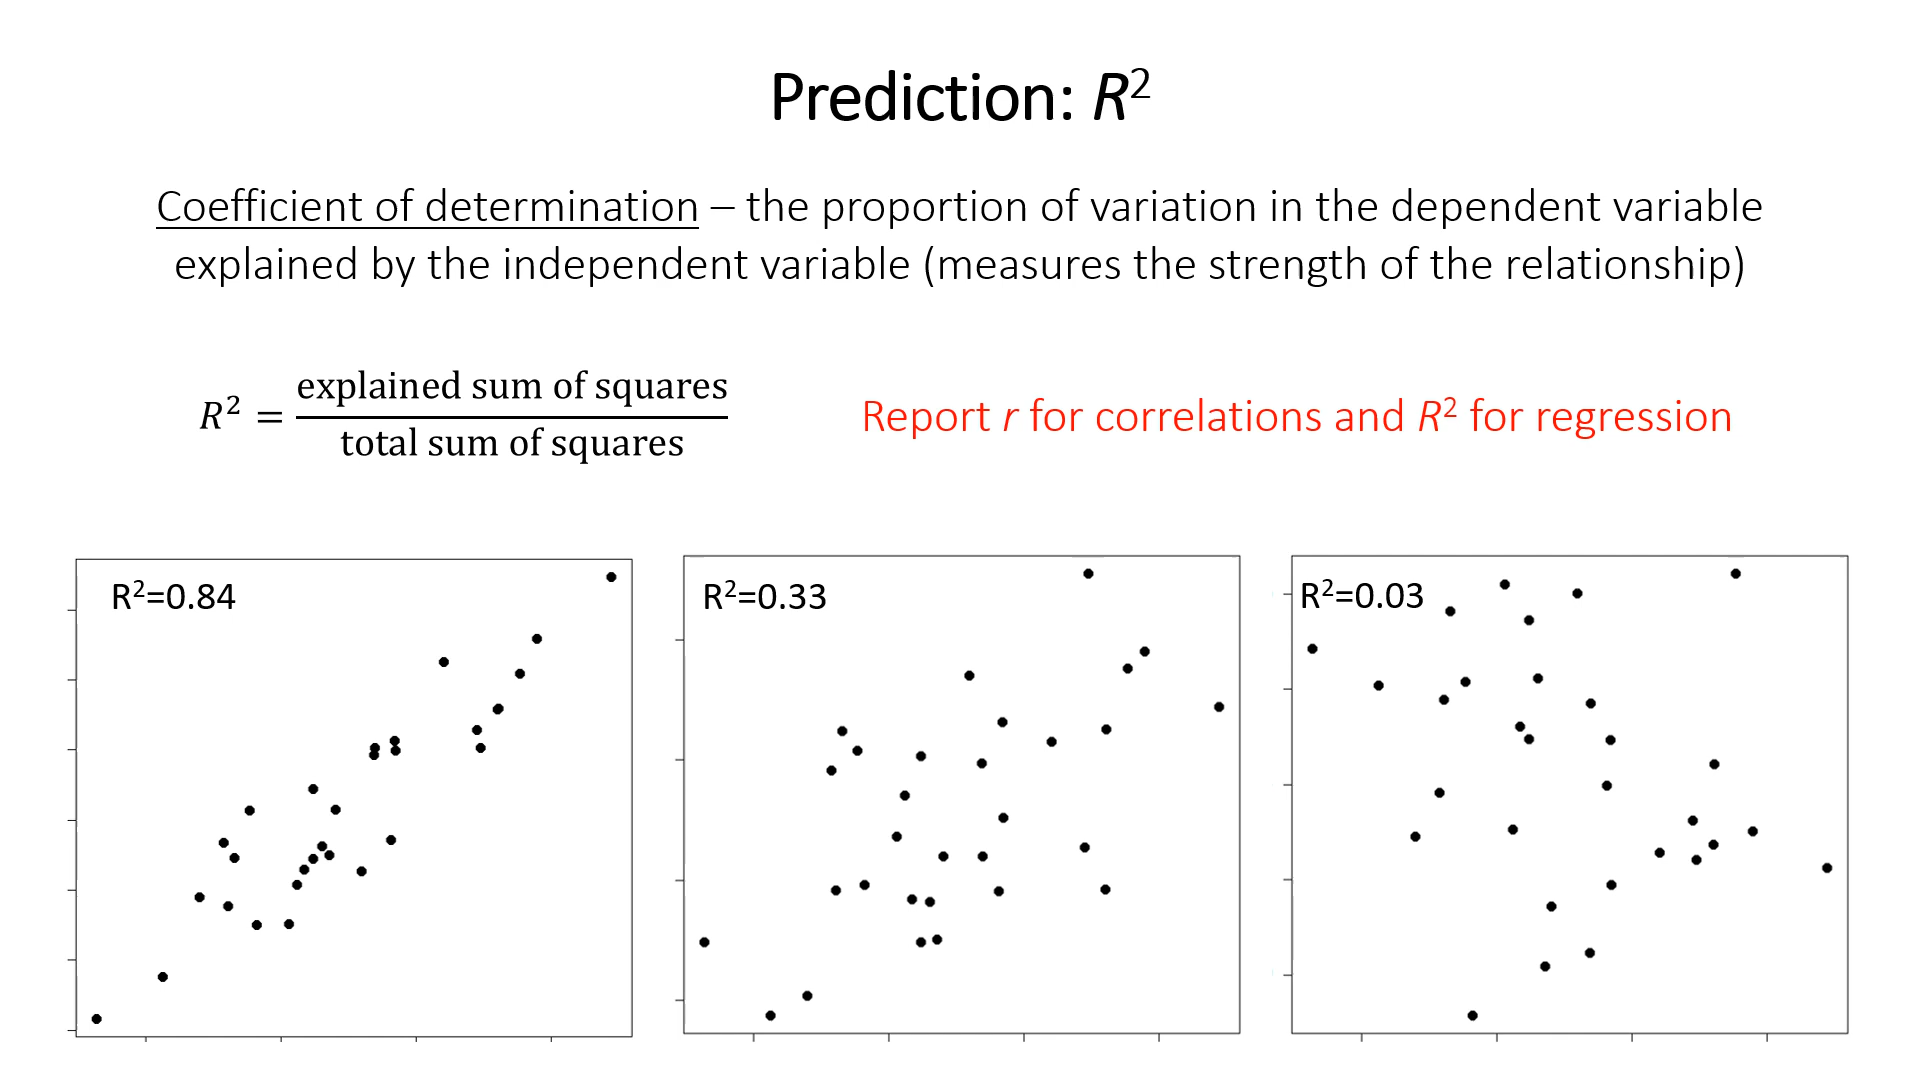 Prediction: R²
Coefficient of determination – the proportion of variation in the dependent variable
explained by the independent variable (measures the strength of the relationship)
R² = explained sum of squares / total sum of squares
Report r for correlations and R² for regression
R²=0.84
R²=0.33
R²=0.03